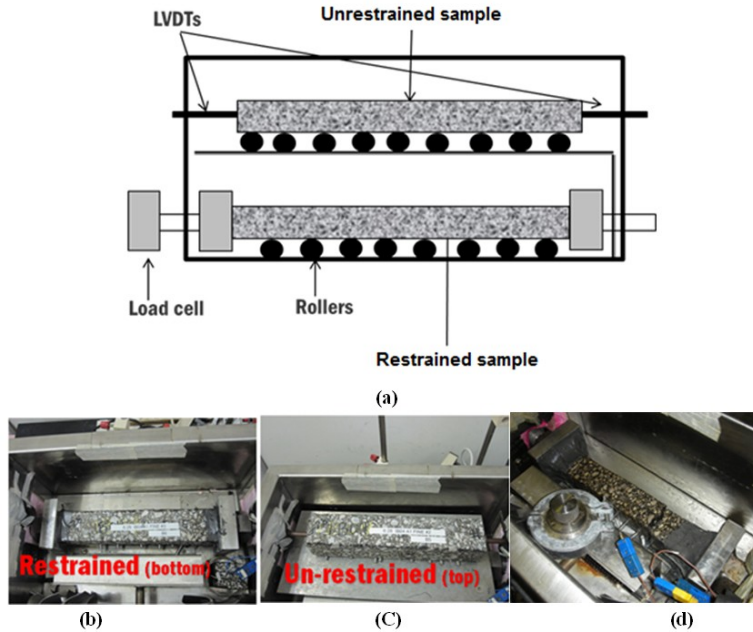 LVDTs
Unrestrained sample
Load cell
Rollers
Restrained sample
(a)
Restrained (bottom)
Un-restrained (top)
(b)
(C)
(d)